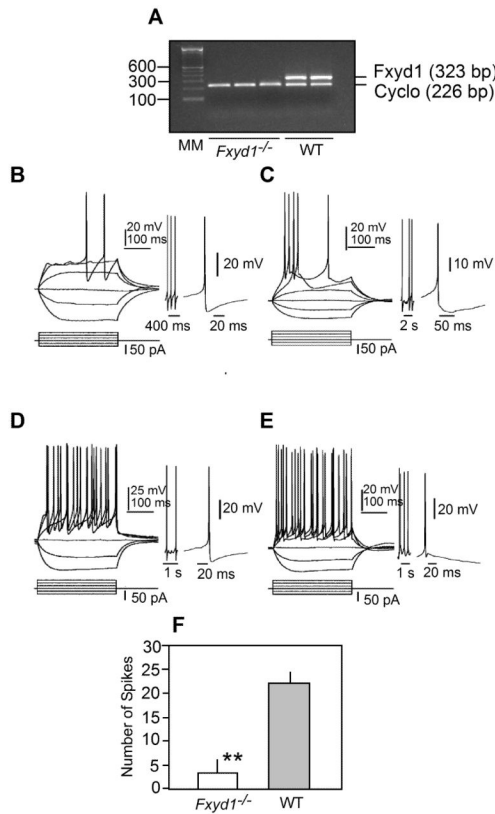 A
600
300
100
Fxyd1 (323 bp)
Cyclo (226 bp)
MM
Fxyd1-/-
WT
B
20 mV
100 ms
20 mV
400 ms
20 ms
50 pA
C
20 mV
100 ms
10 mV
2 s
50 ms
50 pA
D
25 mV
100 ms
20 mV
1 s
20 ms
50 pA
E
20 mV
100 ms
20 mV
1 s
20 ms
50 pA
F
Number of Spikes
30
25
20
15
10
5
0
**
Fxyd1-/-
WT